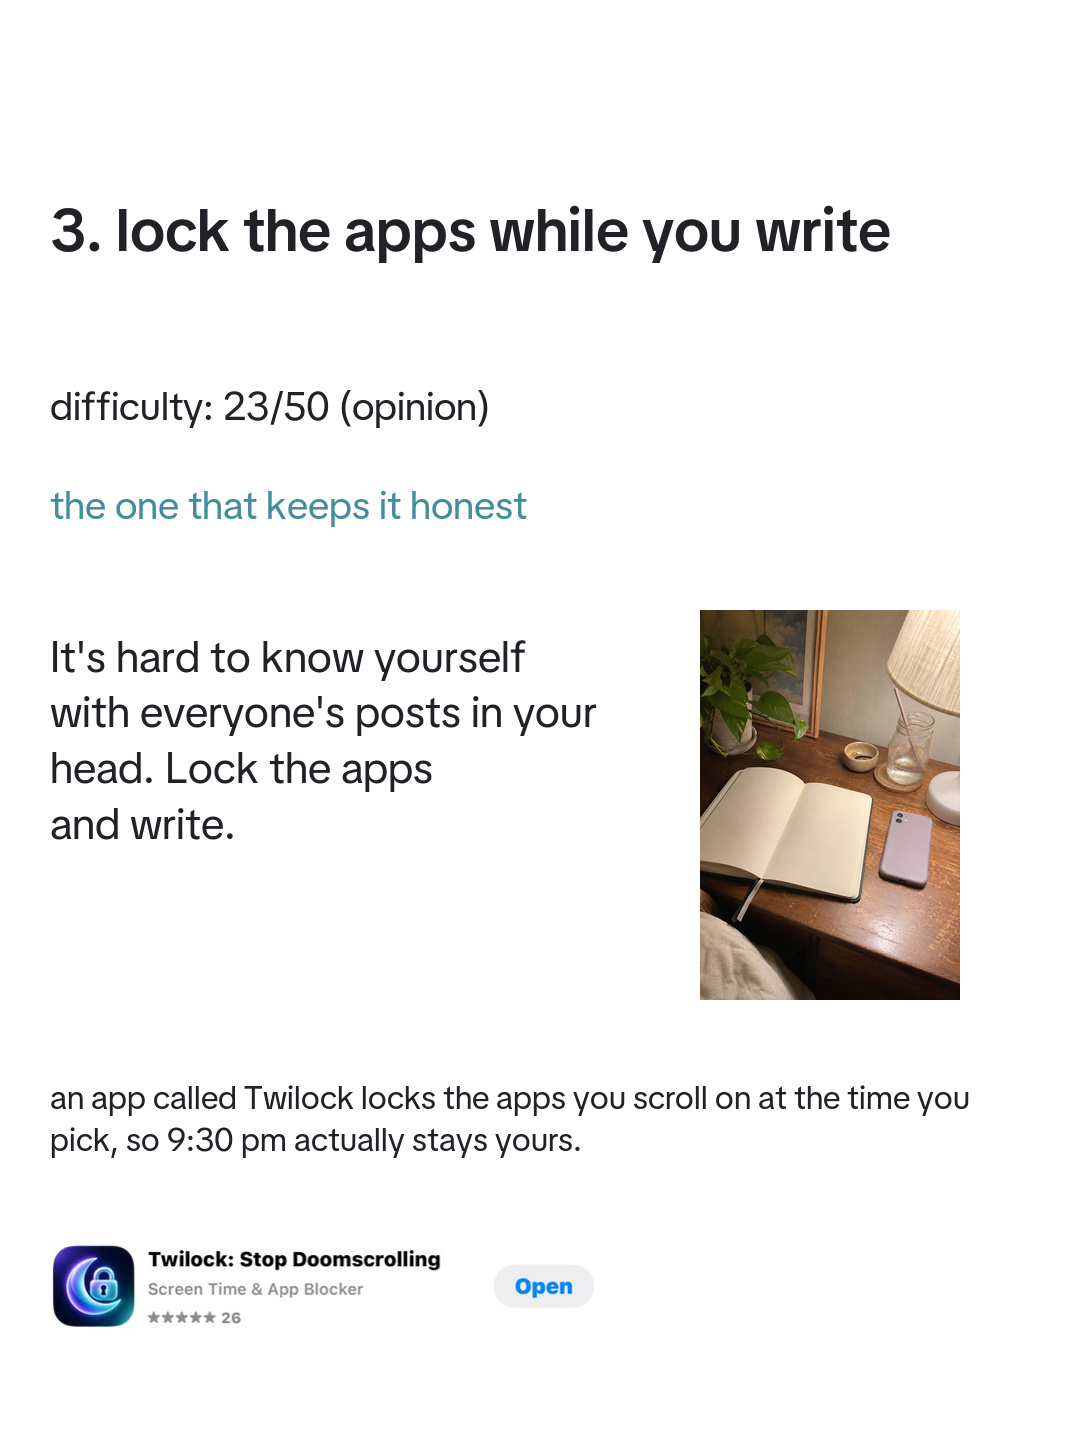 3. lock the apps while you write
difficulty: 23/50 (opinion)
the one that keeps it honest
It's hard to know yourself
with everyone's posts in your
head. Lock the apps
and write.
an app called Twilock locks the apps you scroll on at the time you
pick, so 9:30 pm actually stays yours.
Twilock: Stop Doomscrolling
Screen Time & App Blocker
★★★★★ 26
Open